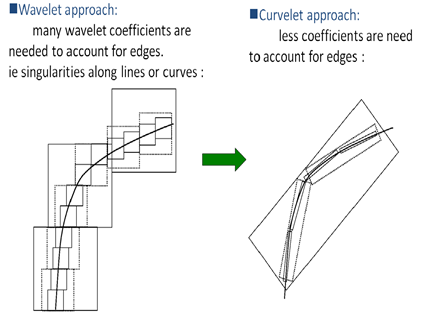 ■Wavelet approach:
many wavelet coefficients are
needed to account for edges.
ie singularities along lines or curves :
■Curvelet approach:
less coefficients are need
to account for edges :